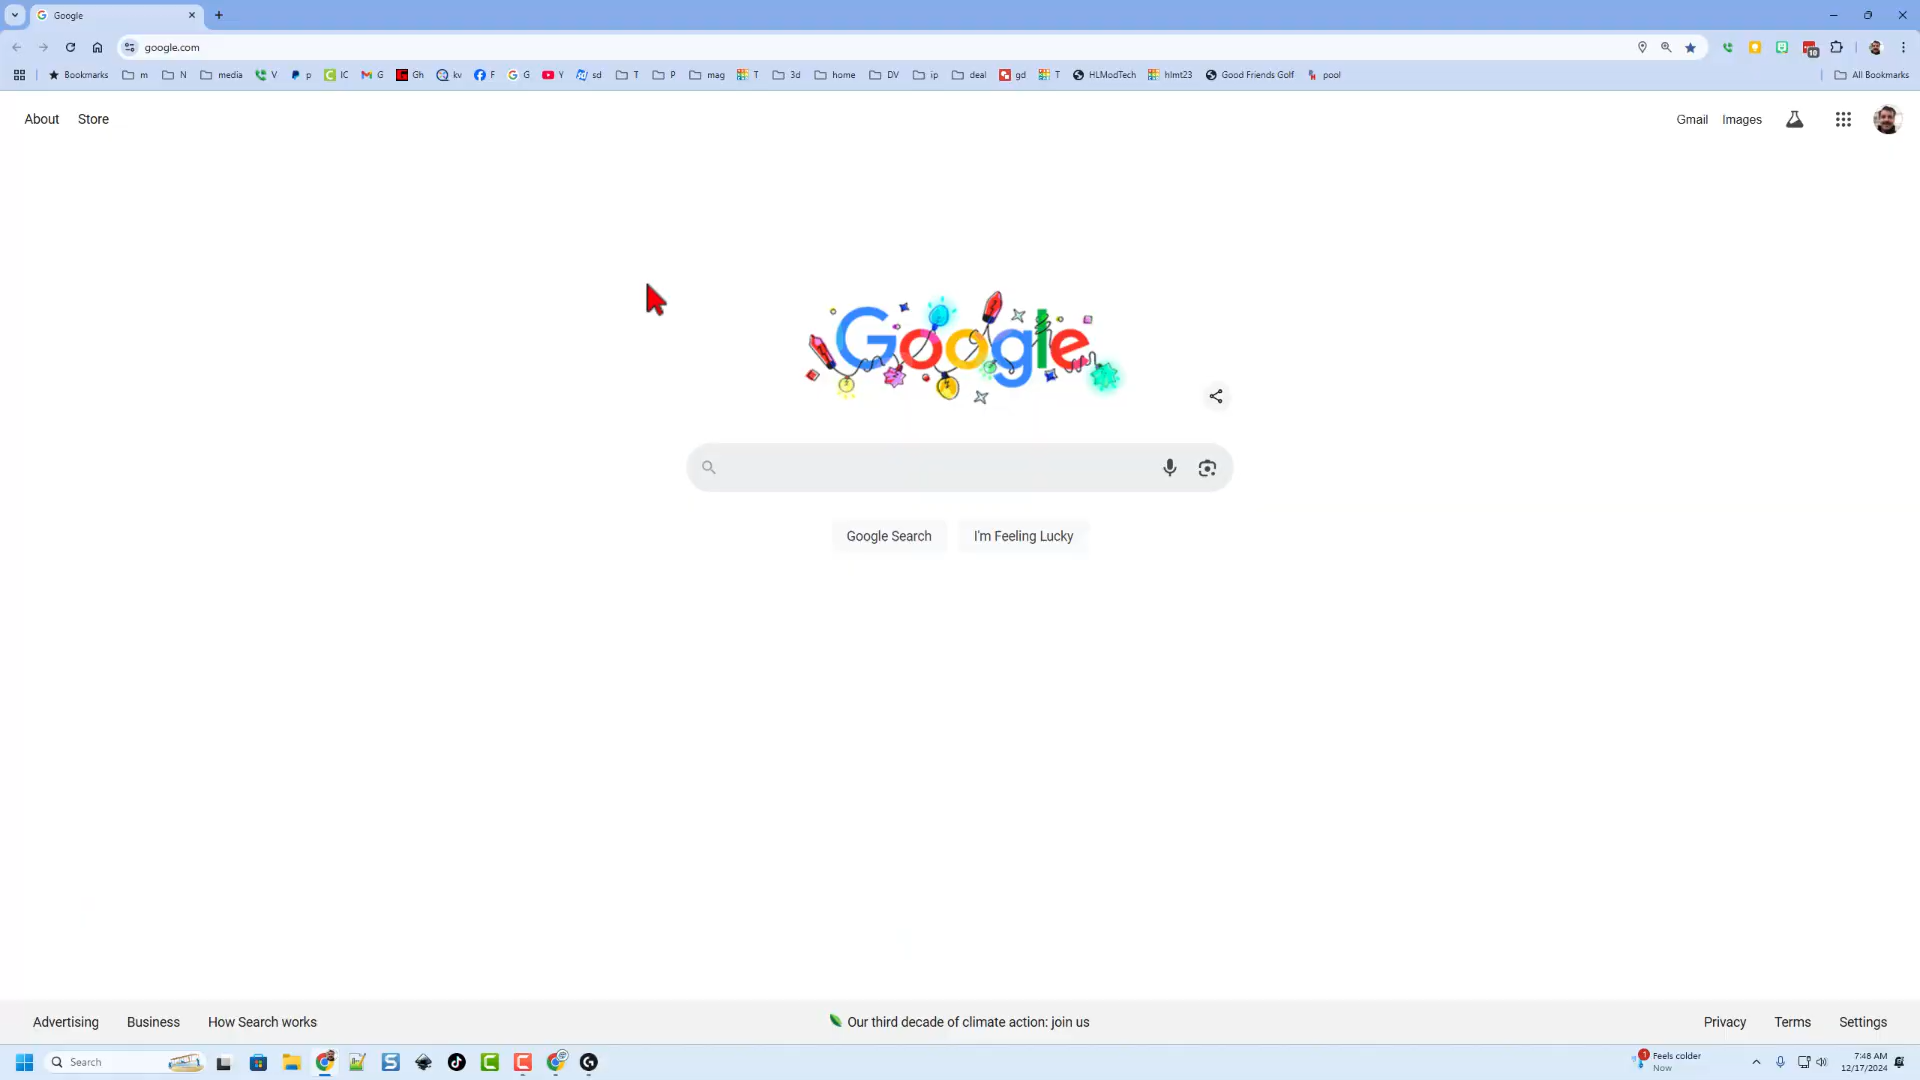 Google
google.com
Bookmarks m N media V p IC G Gh kv F G Y sd T P mag T 3d home DV ip deal gd T HLModTech hlmt23 Good Friends Golf pool All Bookmarks
About Store Gmail Images
Google
Google Search I'm Feeling Lucky
Advertising Business How Search works Our third decade of climate action: join us Privacy Terms Settings
Search 1 Feels colder 7:48 AM
Now 12/17/2024